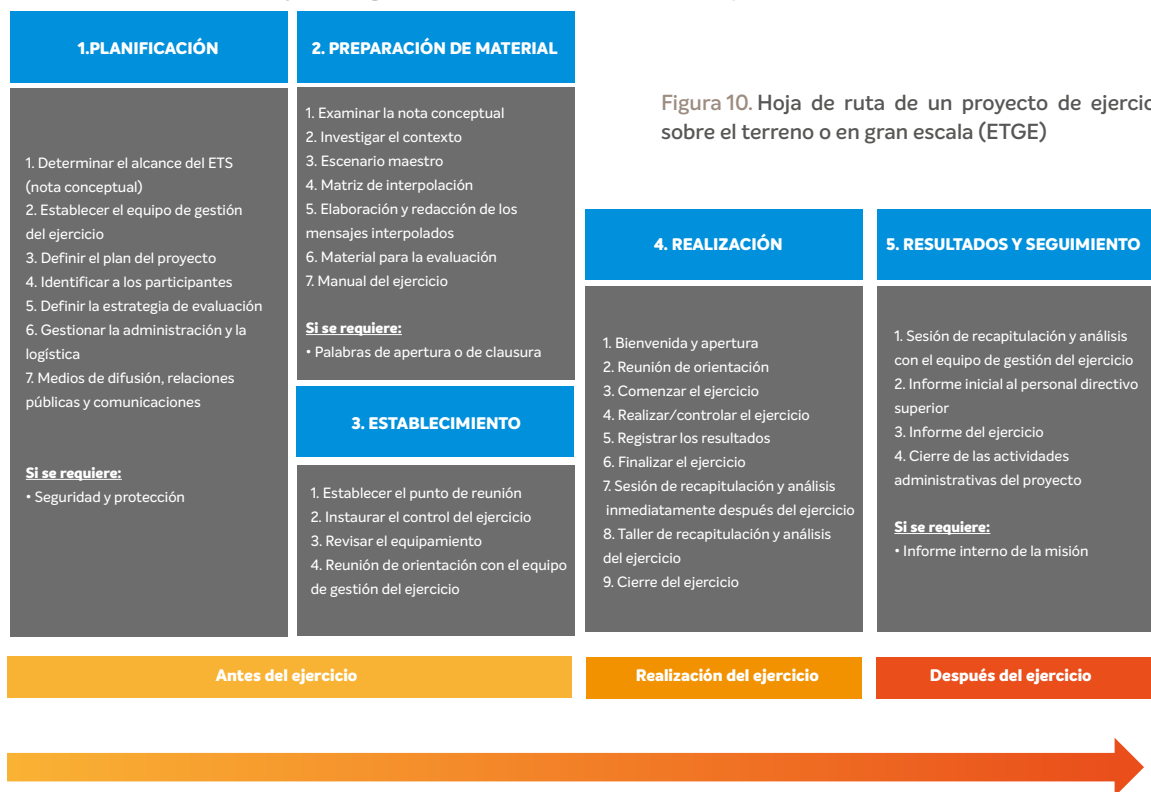 1.PLANIFICACIÓN
1. Determinar el alcance del ETS
(nota conceptual)
2. Establecer el equipo de gestión
del ejercicio
3. Definir el plan del proyecto
4. Identificar a los participantes
5. Definir la estrategia de evaluación
6. Gestionar la administración y la
logística
7. Medios de difusión, relaciones
públicas y comunicaciones
Si se requiere:
• Seguridad y protección
2. PREPARACIÓN DE MATERIAL
1. Examinar la nota conceptual
2. Investigar el contexto
3. Escenario maestro
4. Matriz de interpolación
5. Elaboración y redacción de los
mensajes interpolados
6. Material para la evaluación
7. Manual del ejercicio
Si se requiere:
• Palabras de apertura o de clausura
3. ESTABLECIMIENTO
1. Establecer el punto de reunión
2. Instaurar el control del ejercicio
3. Revisar el equipamiento
4. Reunión de orientación con el equipo
de gestión del ejercicio
Figura 10. Hoja de ruta de un proyecto de ejercic
sobre el terreno o en gran escala (ETGE)
4. REALIZACIÓN
1. Bienvenida y apertura
2. Reunión de orientación
3. Comenzar el ejercicio
4. Realizar/controlar el ejercicio
5. Registrar los resultados
6. Finalizar el ejercicio
7. Sesión de recapitulación y análisis
inmediatamente después del ejercicio
8. Taller de recapitulación y análisis
del ejercicio
9. Cierre del ejercicio
5. RESULTADOS Y SEGUIMIENTO
1. Sesión de recapitulación y análisis
con el equipo de gestión del ejercicio
2. Informe inicial al personal directivo
superior
3. Informe del ejercicio
4. Cierre de las actividades
administrativas del proyecto
Si se requiere:
• Informe interno de la misión
Antes del ejercicio
Realización del ejercicio
Después del ejercicio